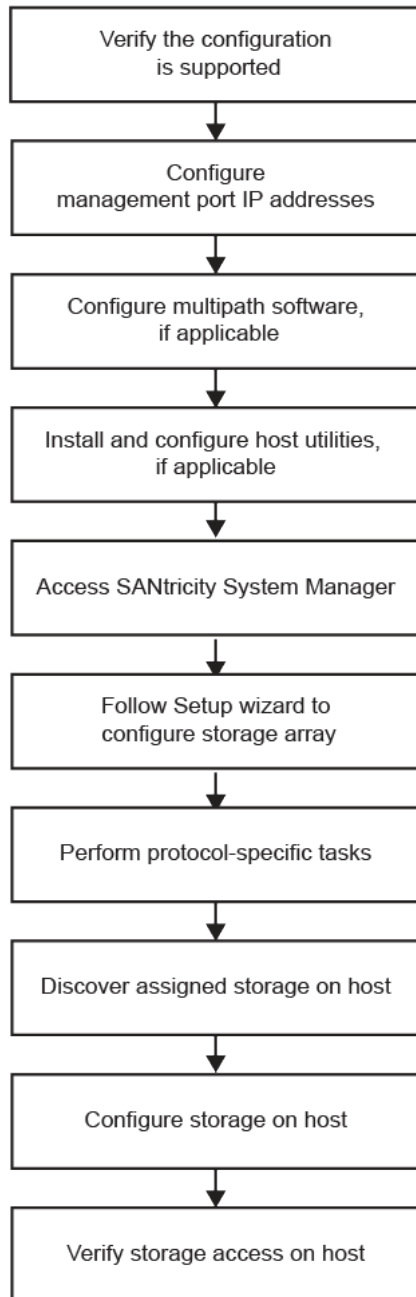 Verify the configuration
is supported
Configure
management port IP addresses
Configure multipath software,
if applicable
Install and configure host utilities,
if applicable
Access SANtricity System Manager
Follow Setup wizard to
configure storage array
Perform protocol-specific tasks
Discover assigned storage on host
Configure storage on host
Verify storage access on host